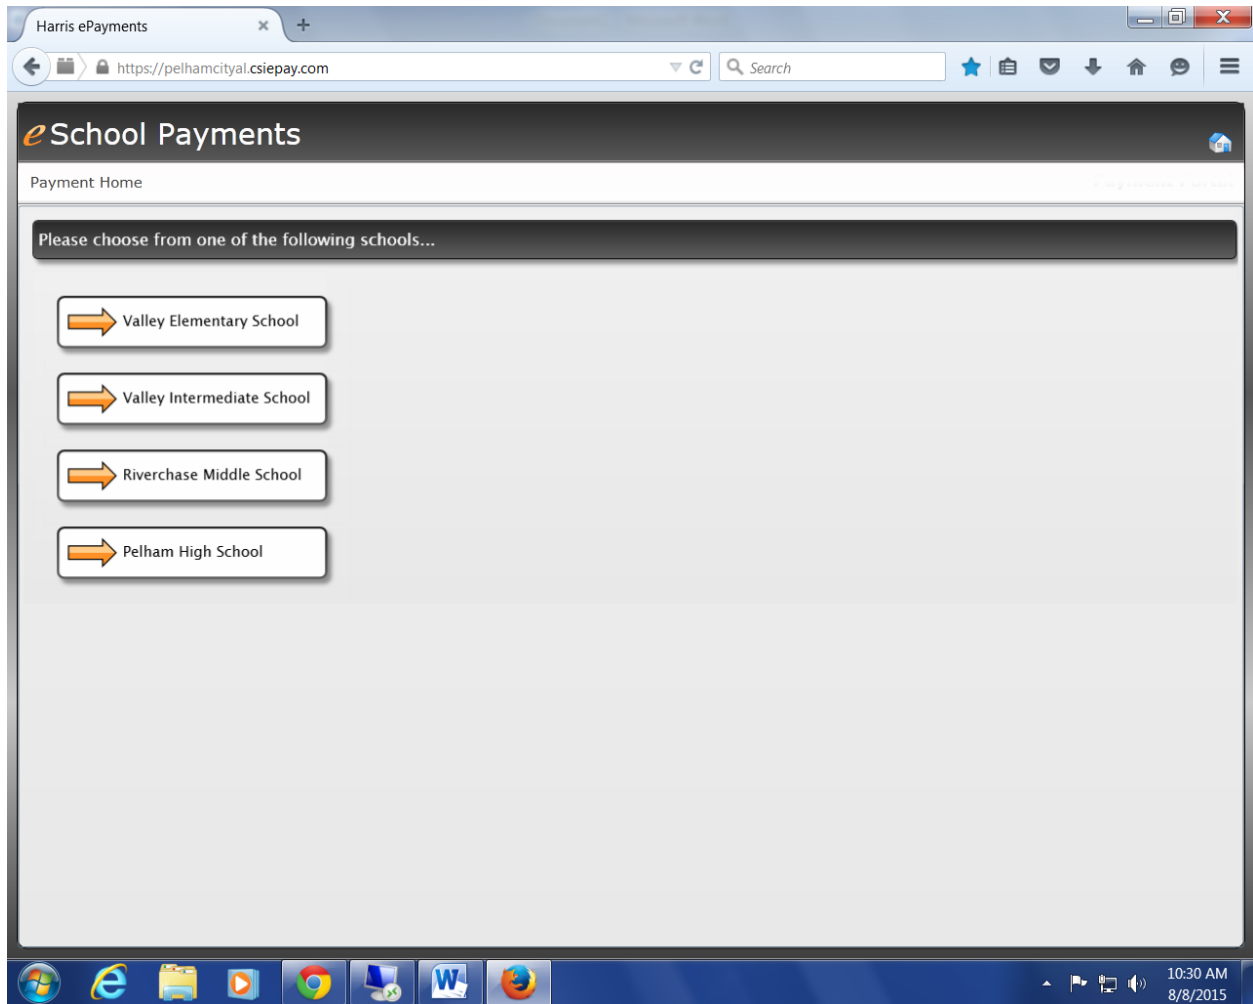 Harris ePayments
https://pelhamcityal.csiepay.com
Search
eSchool Payments
Payment Home
Please choose from one of the following schools...
Valley Elementary School
Valley Intermediate School
Riverchase Middle School
Pelham High School
10:30 AM
8/8/2015